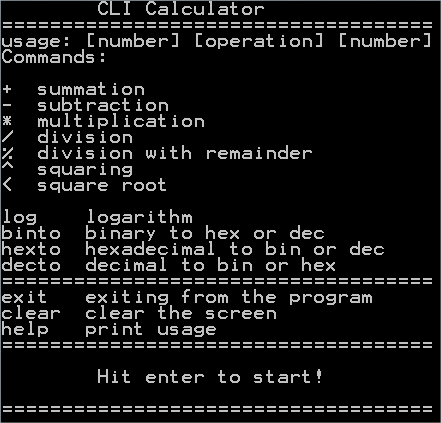 CLI Calculator
===========================
usage: [number] [operation] [number]
Commands:
+ summation
- subtraction
* multiplication
/ division
% division with remainder
^ squaring
< square root
log logarithm
binto binary to hex or dec
hexto hexadecimal to bin or dec
decto decimal to bin or hex
===========================
exit exiting from the program
clear clear the screen
help print usage
===========================
Hit enter to start!
===========================